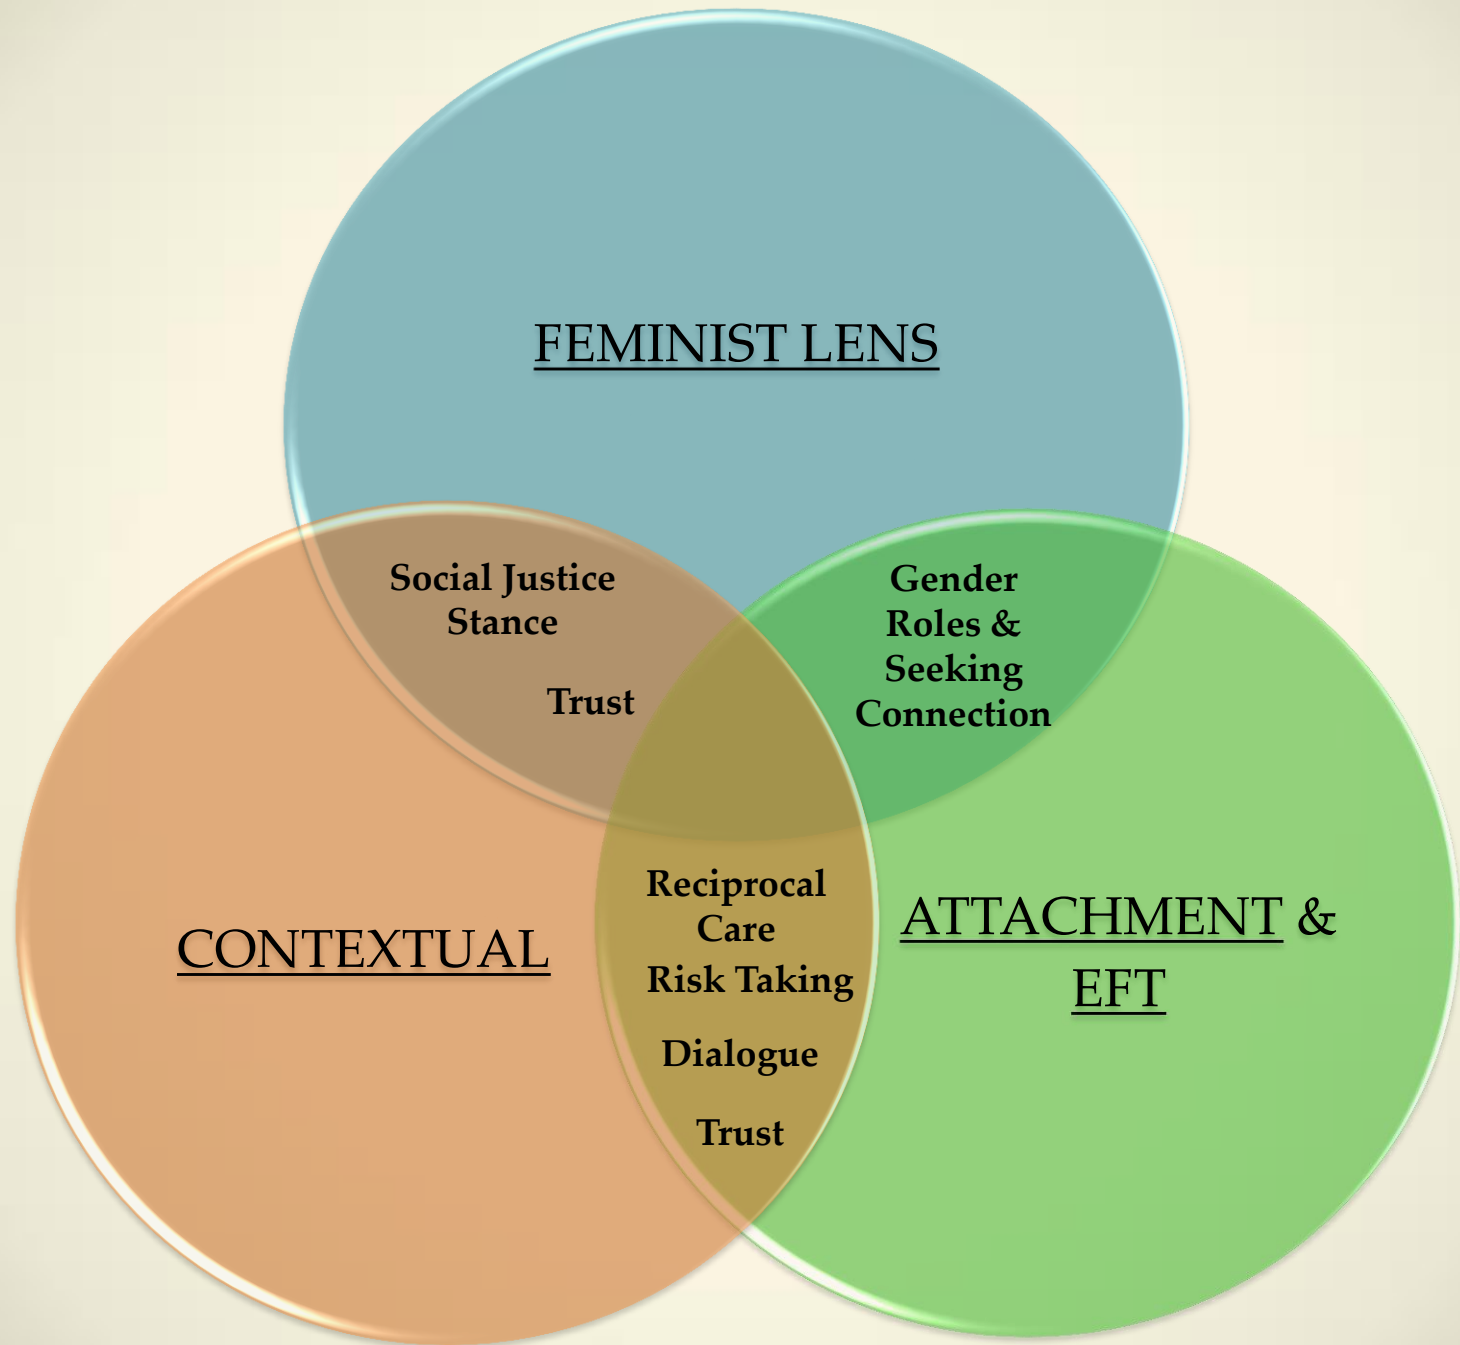 FEMINIST LENS
Social Justice
Stance
Trust
Gender
Roles &
Seeking
Connection
CONTEXTUAL
Reciprocal
Care
Risk Taking
Dialogue
Trust
ATTACHMENT &
EFT